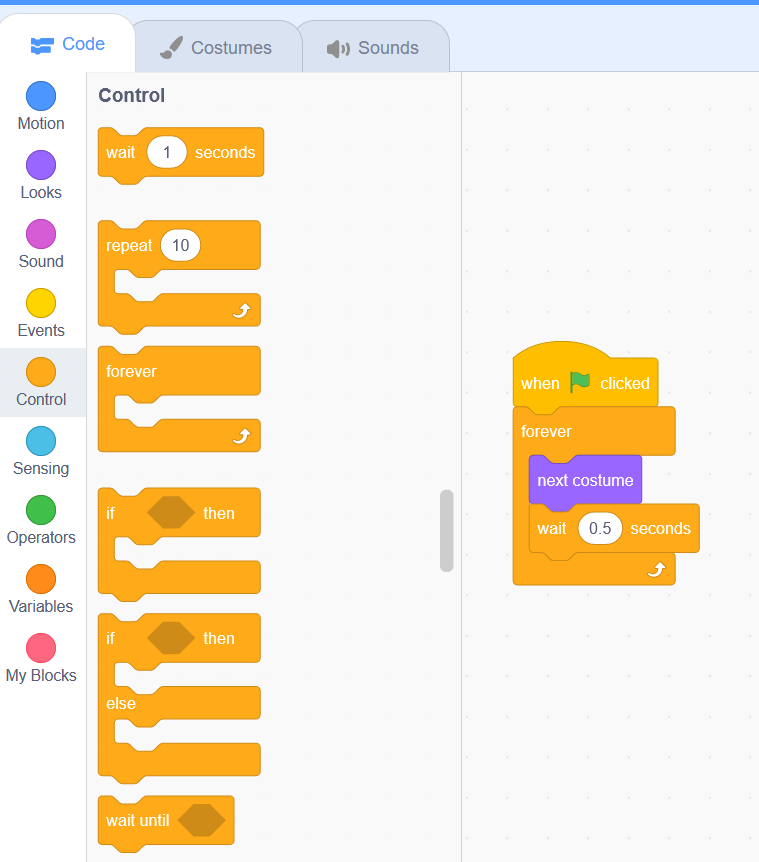 Code
Costumes
Sounds
Motion
Looks
Sound
Events
Control
Sensing
Operators
Variables
My Blocks
Control
wait 1 seconds
repeat 10
forever
if then
if then
else
wait until
when clicked
forever
next costume
wait 0.5 seconds